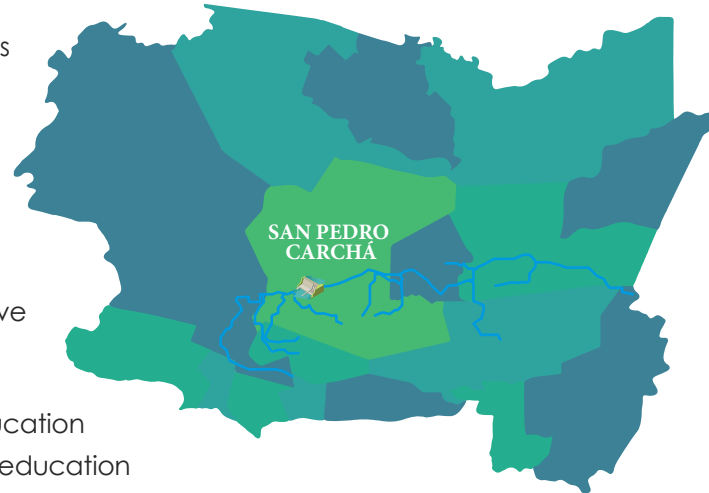 s
SAN PEDRO
CARCHÁ
ve
ucation
education